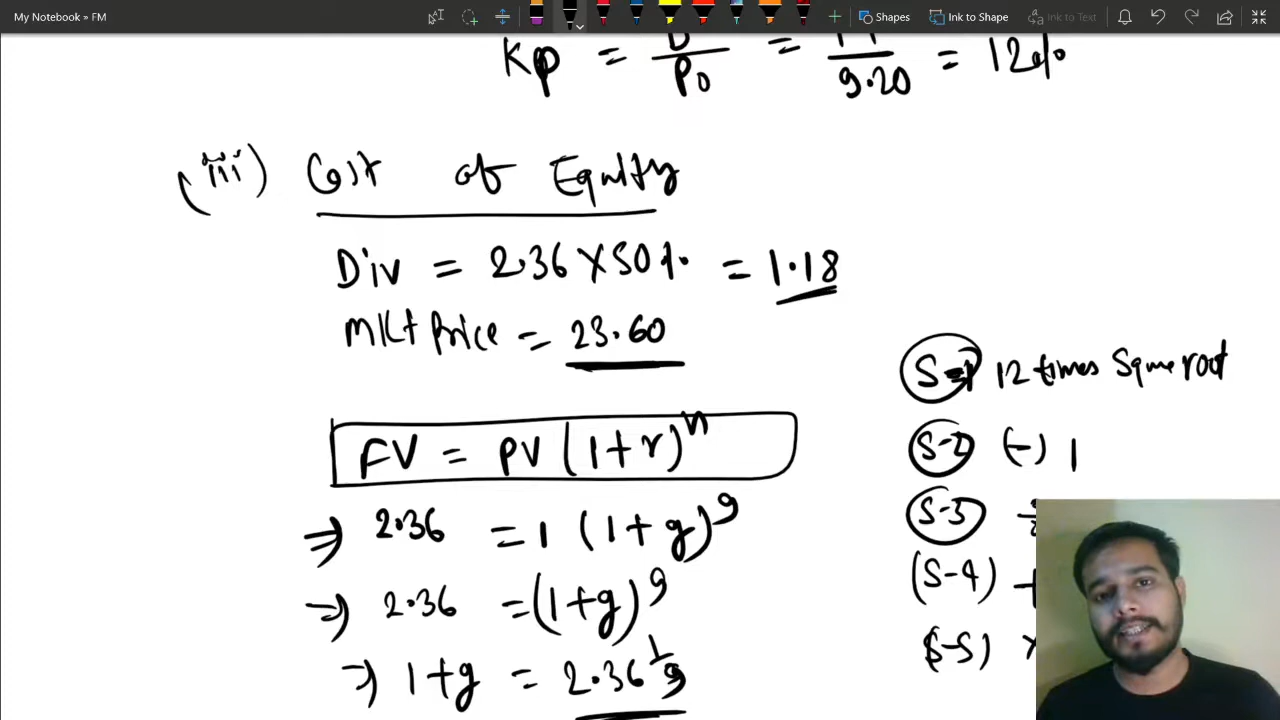 My Notebook » FM
Shapes
Ink to Shape
Ink to Text
Kp = D/P0 = 1.1/9.20 = 12%
(iii) Cost of Equity
Div = 2.36 X 50% = 1.18
Mkt Price = 23.60
FV = PV (1+r)^n
⇒ 2.36 = 1 (1+g)^9
⇒ 2.36 = (1+g)^9
⇒ 1+g = 2.36^1/9
S-1 12 times Square root
S-2 (-) 1
S-3
(S-4)
(S-5)